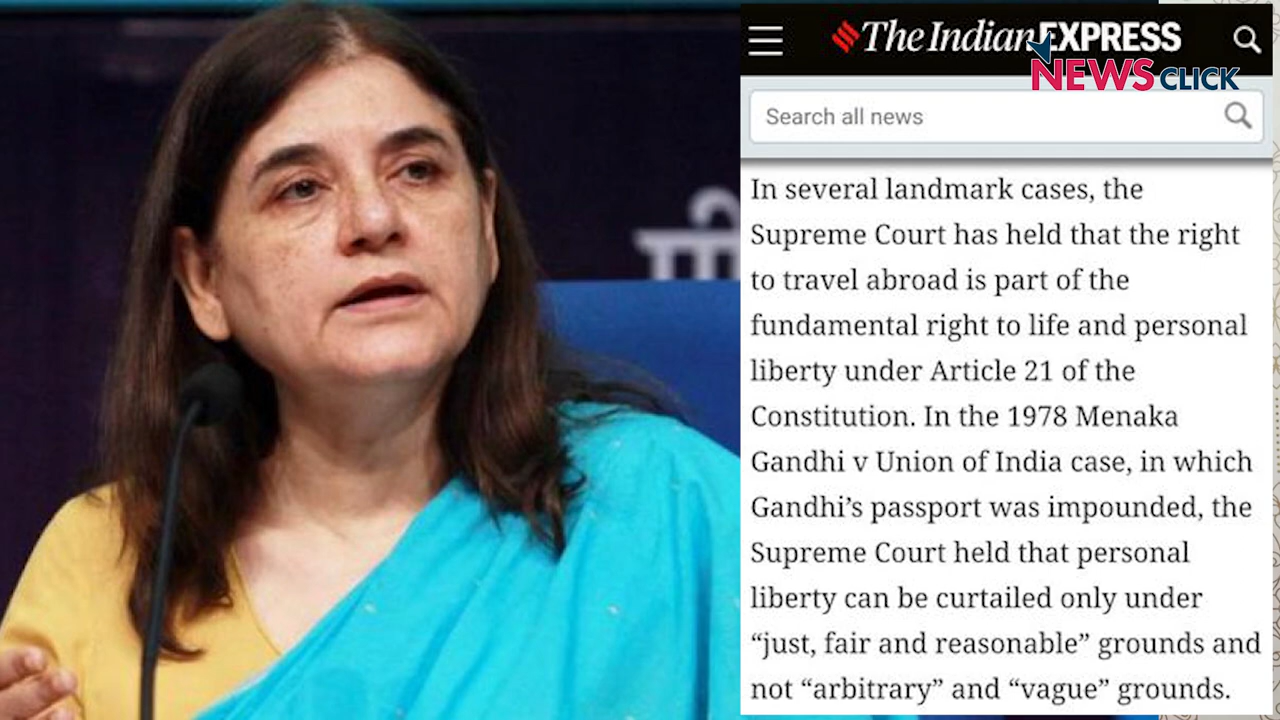 The Indian EXPRESS
NEWSCLICK
Search all news
In several landmark cases, the
Supreme Court has held that the right
to travel abroad is part of the
fundamental right to life and personal
liberty under Article 21 of the
Constitution. In the 1978 Menaka
Gandhi v Union of India case, in which
Gandhi’s passport was impounded, the
Supreme Court held that personal
liberty can be curtailed only under
“just, fair and reasonable” grounds and
not “arbitrary” and “vague” grounds.